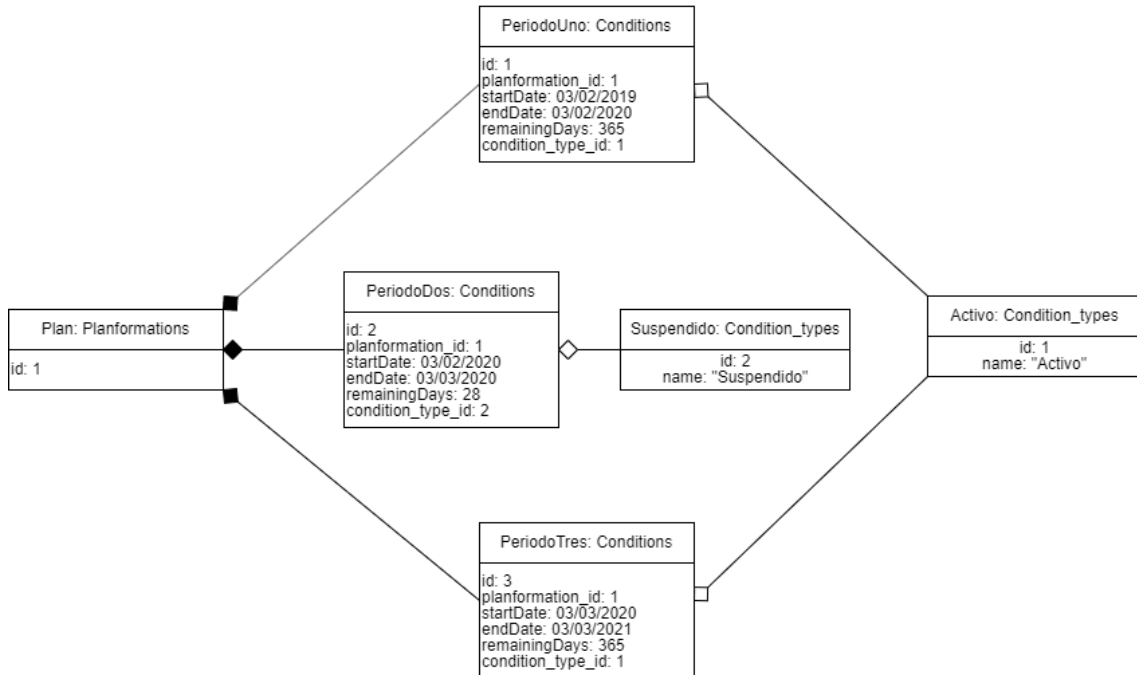 PeriodoUno: Conditions
id: 1
planformation_id: 1
startDate: 03/02/2019
endDate: 03/02/2020
remainingDays: 365
condition_type_id: 1
Plan: Planformations
id: 1
PeriodoDos: Conditions
id: 2
planformation_id: 1
startDate: 03/02/2020
endDate: 03/03/2020
remainingDays: 28
condition_type_id: 2
Suspendido: Condition_types
id: 2
name: "Suspendido"
Activo: Condition_types
id: 1
name: "Activo"
PeriodoTres: Conditions
id: 3
planformation_id: 1
startDate: 03/03/2020
endDate: 03/03/2021
remainingDays: 365
condition_type_id: 1